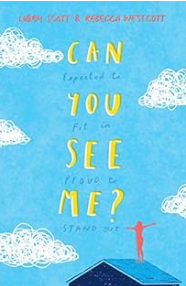 LIBBY SCOTT & REBECCA WESTCOTT
CAN
Expected to
YOU
Fit in
SEE
PROUD to
ME?
STAND OUT